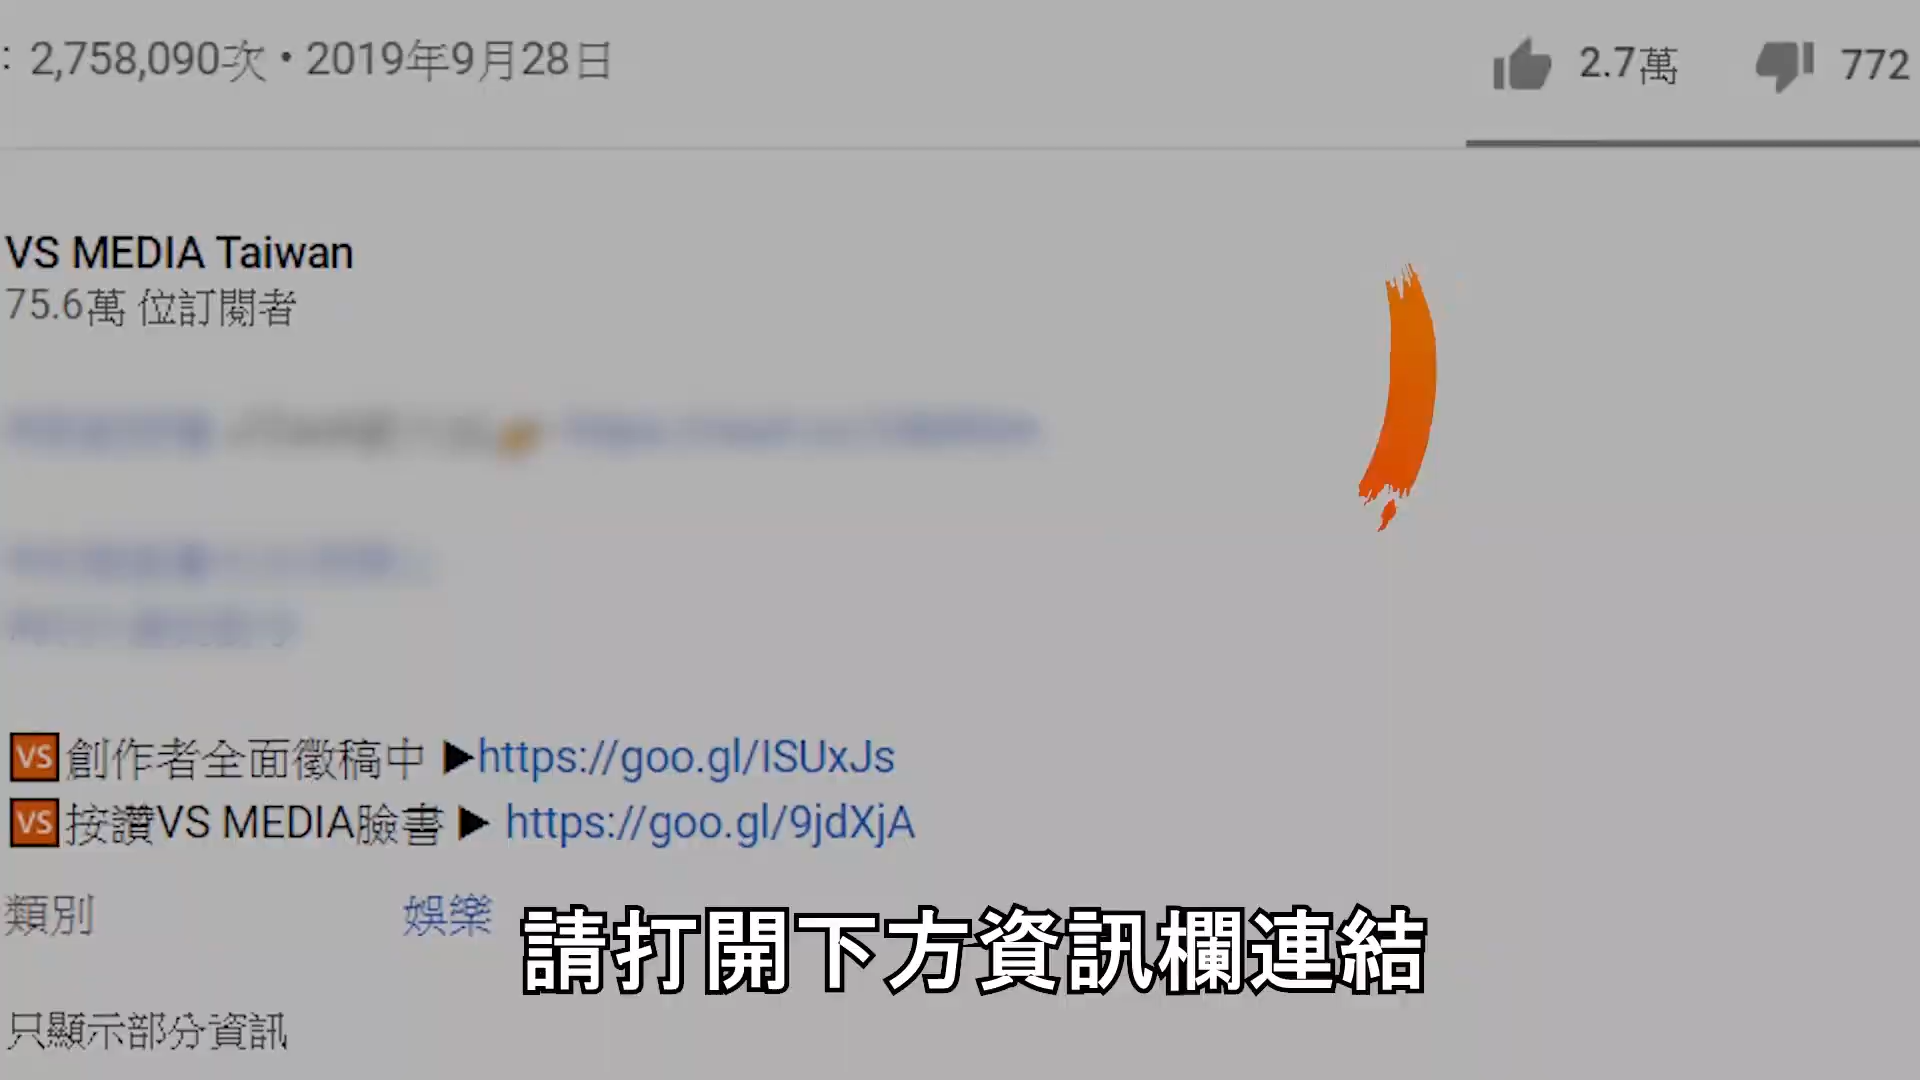 : 2,758,090次 • 2019年9月28日
2.7萬
772
VS MEDIA Taiwan
75.6萬 位訂閱者
VS 創作者全面徵稿中 ▶https://goo.gl/ISUxJs
VS 按讚VS MEDIA臉書 ▶ https://goo.gl/9jdXjA
類別 娛樂
請打開下方資訊欄連結
只顯示部分資訊